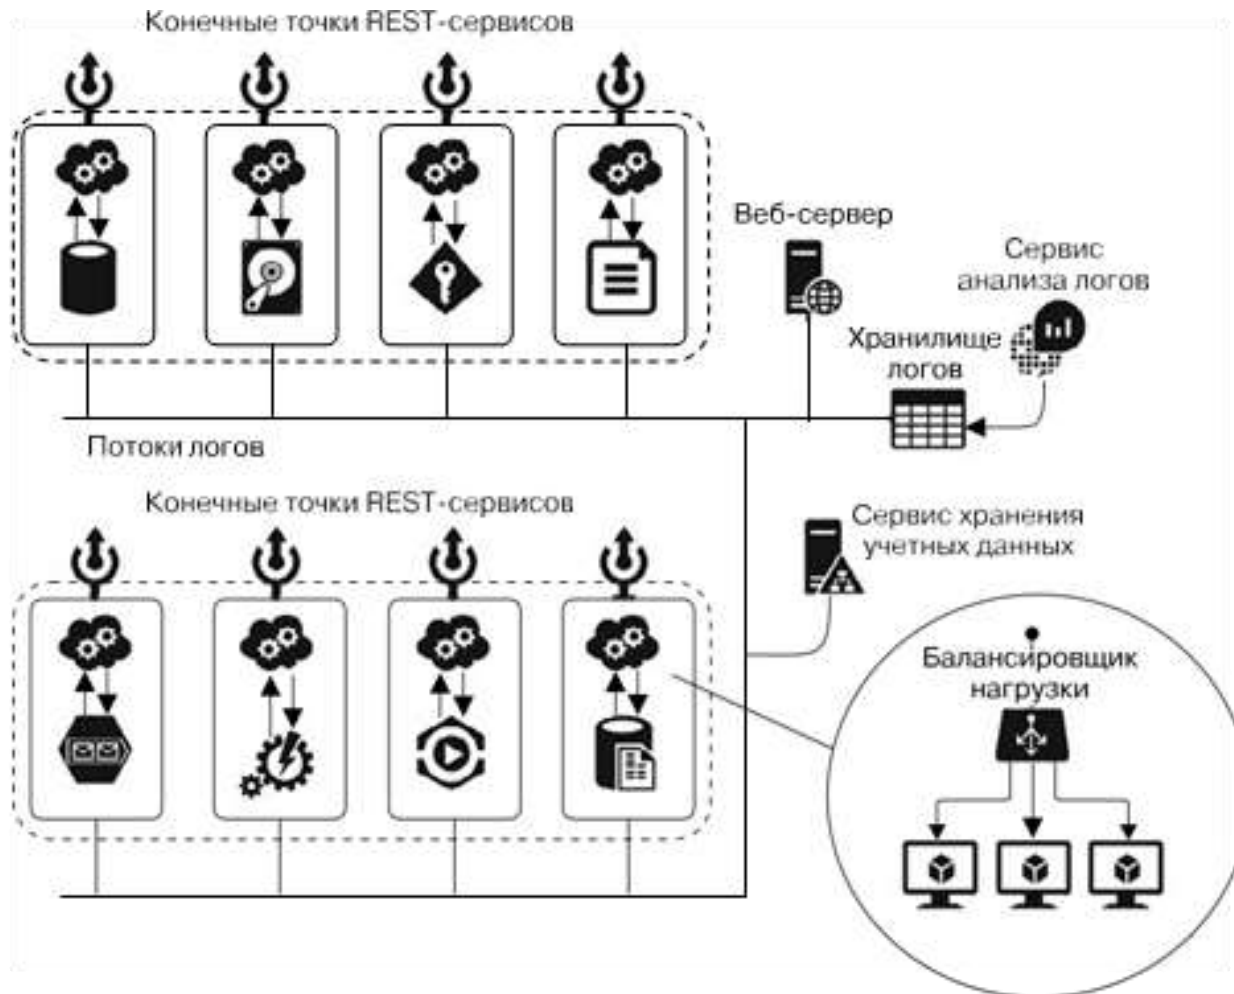 Конечные точки REST-сервисов
Веб-сервер
Сервис
анализа логов
Хранилище
логов
Потоки логов
Конечные точки REST-сервисов
Сервис хранения
учетных данных
Балансировщик
нагрузки